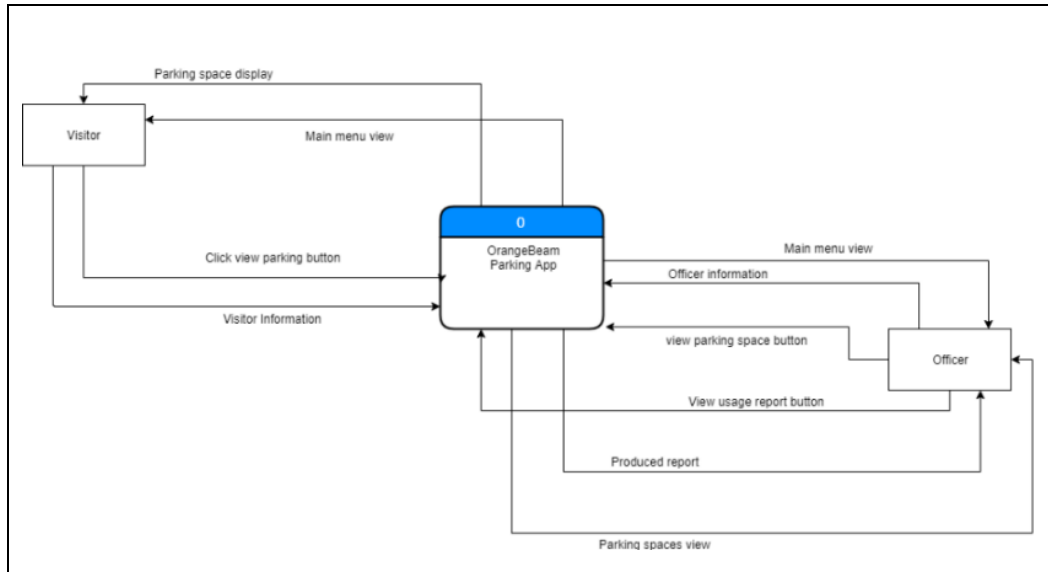 Parking space display
Visitor
Main menu view
0
OrangeBeam
Parking App
Main menu view
Click view parking button
Officer information
Visitor Information
view parking space button
Officer
View usage report button
Produced report
Parking spaces view